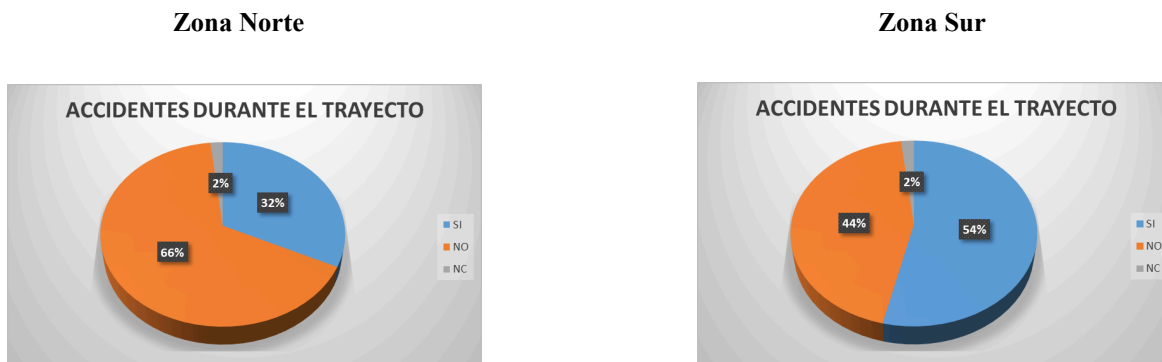 Zona Norte
ACCIDENTES DURANTE EL TRAYECTO
2%
32%
66%
SI
NO
NC
Zona Sur
ACCIDENTES DURANTE EL TRAYECTO
2%
44%
54%
SI
NO
NC